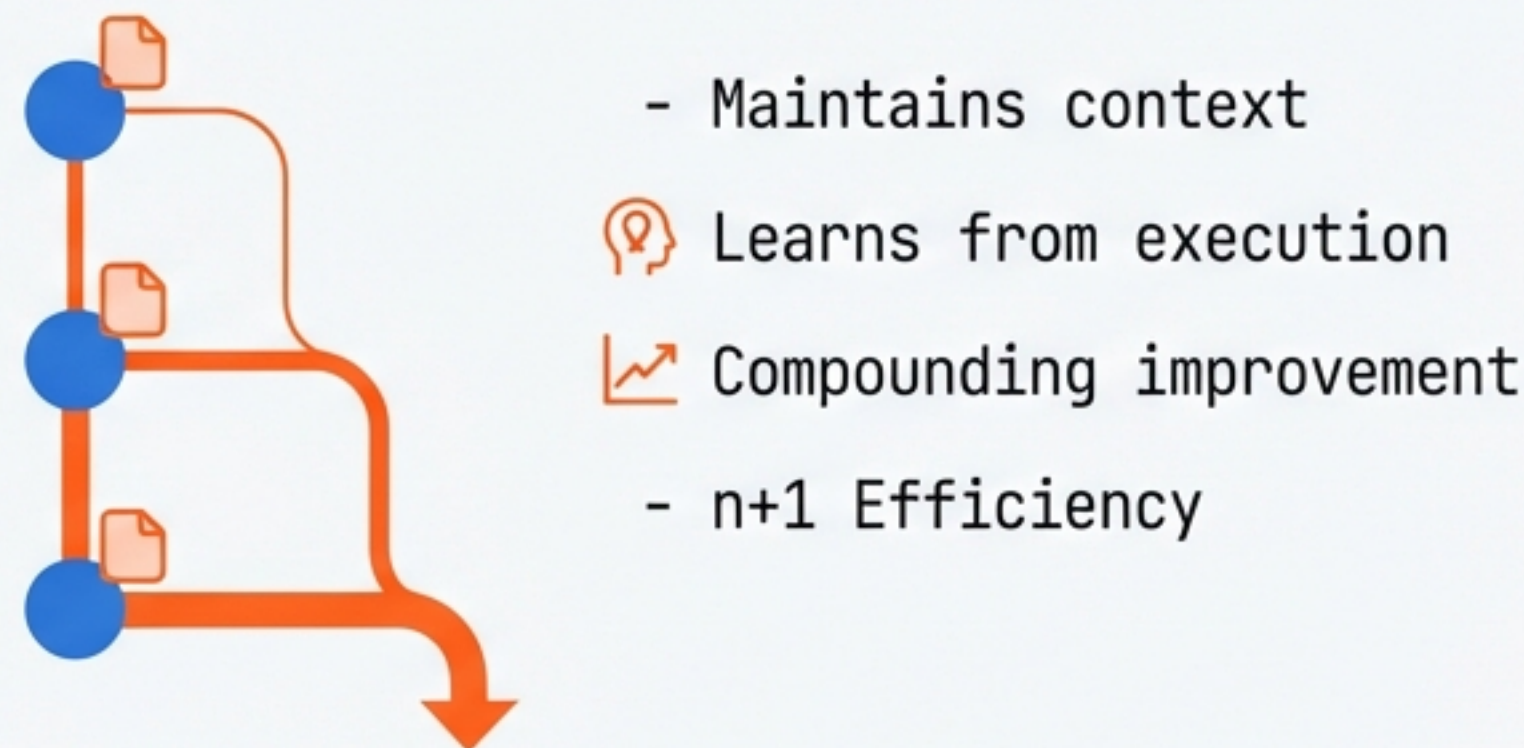 - Maintains context
Learns from execution
Compounding improvement
- n+1 Efficiency